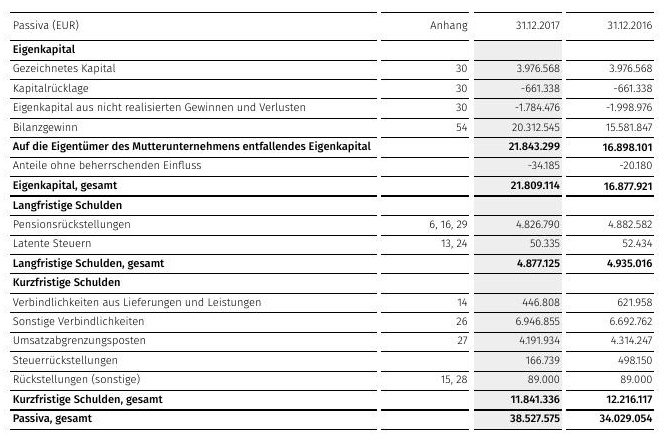 Passiva (EUR) Anhang 31.12.2017 31.12.2016
Eigenkapital
Gezeichnetes Kapital 30 3.976.568 3.976.568
Kapitalrücklage 30 -661.338 -661.338
Eigenkapital aus nicht realisierten Gewinnen und Verlusten 30 -1.784.476 -1.998.976
Bilanzgewinn 54 20.312.545 15.581.847
Auf die Eigentümer des Mutterunternehmens entfallendes Eigenkapital 21.843.299 16.898.101
Anteile ohne beherrschenden Einfluss -34.185 -20.180
Eigenkapital, gesamt 21.809.114 16.877.921
Langfristige Schulden
Pensionsrückstellungen 6, 16, 29 4.826.790 4.882.582
Latente Steuern 13, 24 50.335 52.434
Langfristige Schulden, gesamt 4.877.125 4.935.016
Kurzfristige Schulden
Verbindlichkeiten aus Lieferungen und Leistungen 14 446.808 621.958
Sonstige Verbindlichkeiten 26 6.946.855 6.692.762
Umsatzabgrenzungsposten 27 4.191.934 4.314.247
Steuerrückstellungen 166.739 498.150
Rückstellungen (sonstige) 15, 28 89.000 89.000
Kurzfristige Schulden, gesamt 11.841.336 12.216.117
Passiva, gesamt 38.527.575 34.029.054